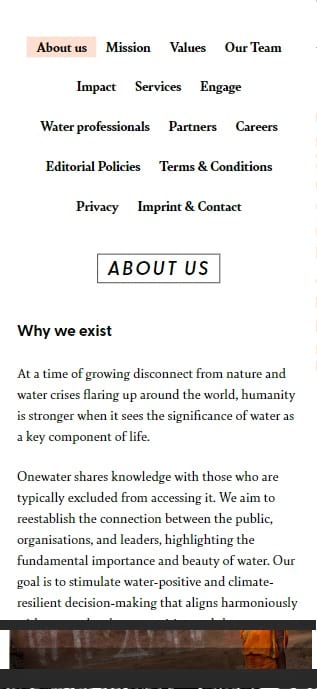 About us Mission Values Our Team
Impact Services Engage
Water professionals Partners Careers
Editorial Policies Terms & Conditions
Privacy Imprint & Contact
ABOUT US
Why we exist
At a time of growing disconnect from nature and
water crises flaring up around the world, humanity
is stronger when it sees the significance of water as
a key component of life.
Onewater shares knowledge with those who are
typically excluded from accessing it. We aim to
reestablish the connection between the public,
organisations, and leaders, highlighting the
fundamental importance and beauty of water. Our
goal is to stimulate water-positive and climate-
resilient decision-making that aligns harmoniously